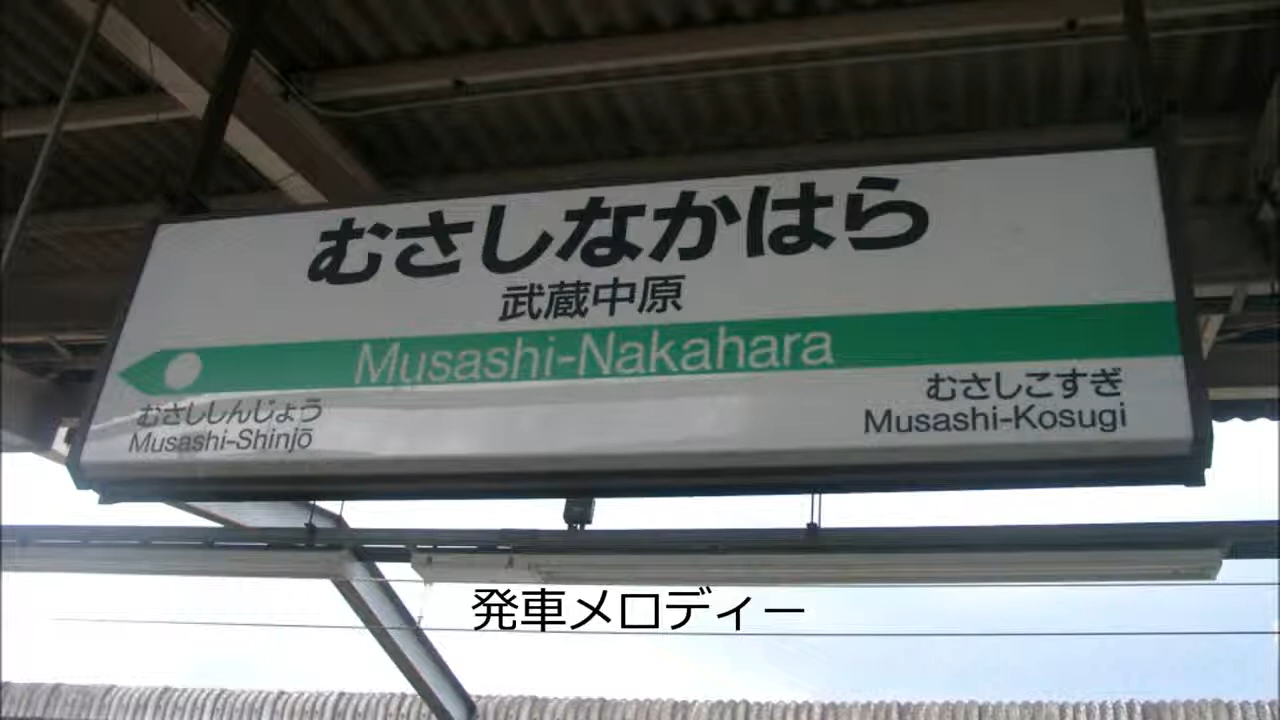 むさしなかはら
武蔵中原
Musashi-Nakahara
むさししんじょう
Musashi-Shinjō
むさしこすぎ
Musashi-Kosugi
発車メロディー